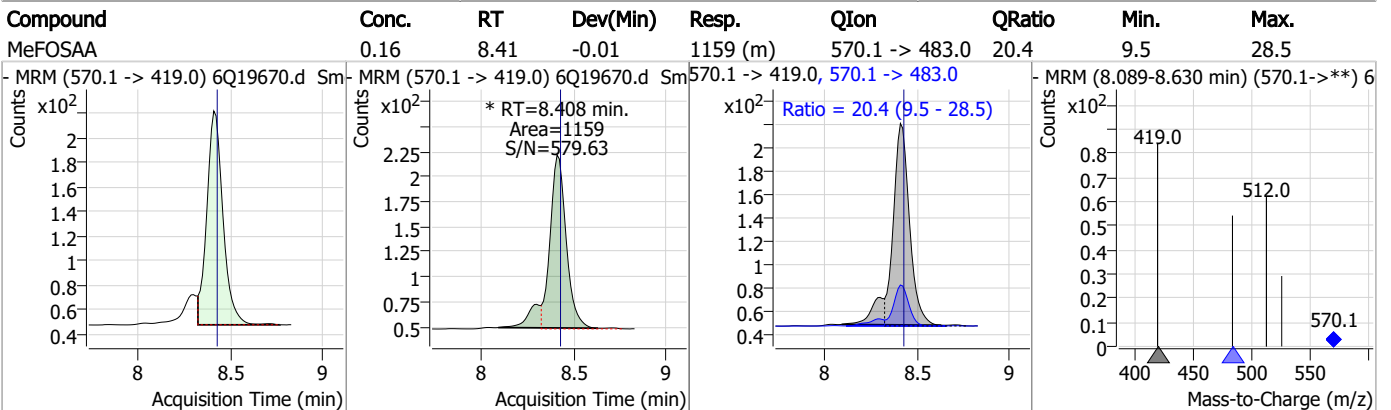 Compound Conc. RT Dev(Min) Resp. QIon QRatio Min. Max.
MeFOSAA 0.16 8.41 -0.01 1159 (m) 570.1 -> 483.0 20.4 9.5 28.5
- MRM (570.1 -> 419.0) 6Q19670.d Sm
Counts
x10²
2
1.8
1.6
1.4
1.2
1
0.8
0.6
0.4
8 8.5 9
Acquisition Time (min)
- MRM (570.1 -> 419.0) 6Q19670.d Sm
Counts
x10²
* RT=8.408 min.
Area=1159
S/N=579.63
2.25
2
1.75
1.5
1.25
1
0.75
0.5
8 8.5 9
Acquisition Time (min)
570.1 -> 419.0, 570.1 -> 483.0
Counts
x10²
Ratio = 20.4 (9.5 - 28.5)
2
1.8
1.6
1.4
1.2
1
0.8
0.6
0.4
8 8.5 9
Acquisition Time (min)
- MRM (8.089-8.630 min) (570.1->**) 6
Counts
x10²
419.0
512.0
570.1
0.8
0.7
0.6
0.5
0.4
0.3
0.2
0.1
0
400 450 500 550
Mass-to-Charge (m/z)